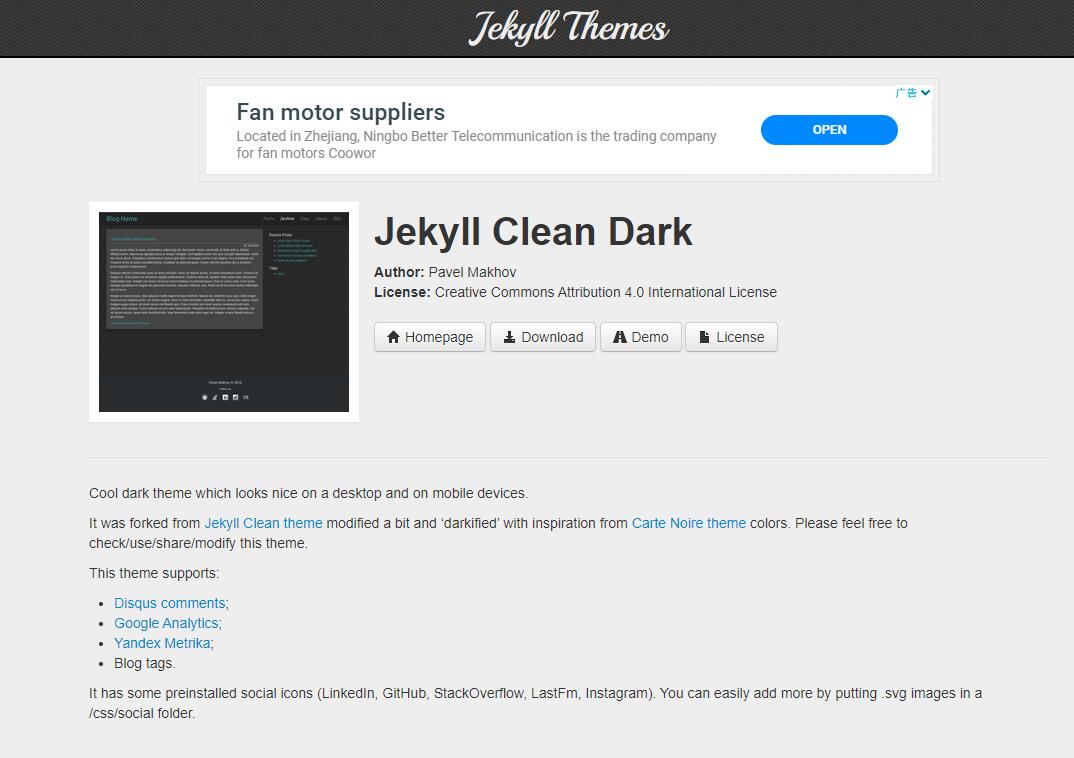 Jekyll Themes
广告
Fan motor suppliers
Located in Zhejiang, Ningbo Better Telecommunication is the trading company
for fan motors Coowor
OPEN
Blog Name
Home Archive Tags About RSS
Recent Posts
Tags
Pavel Makhov © 2015
Jekyll Clean Dark
Author: Pavel Makhov
License: Creative Commons Attribution 4.0 International License
Homepage Download Demo License
Cool dark theme which looks nice on a desktop and on mobile devices.
It was forked from Jekyll Clean theme modified a bit and ‘darkified’ with inspiration from Carte Noire theme colors. Please feel free to
check/use/share/modify this theme.
This theme supports:
Disqus comments;
Google Analytics;
Yandex Metrika;
Blog tags.
It has some preinstalled social icons (LinkedIn, GitHub, StackOverflow, LastFm, Instagram). You can easily add more by putting .svg images in a
/css/social folder.